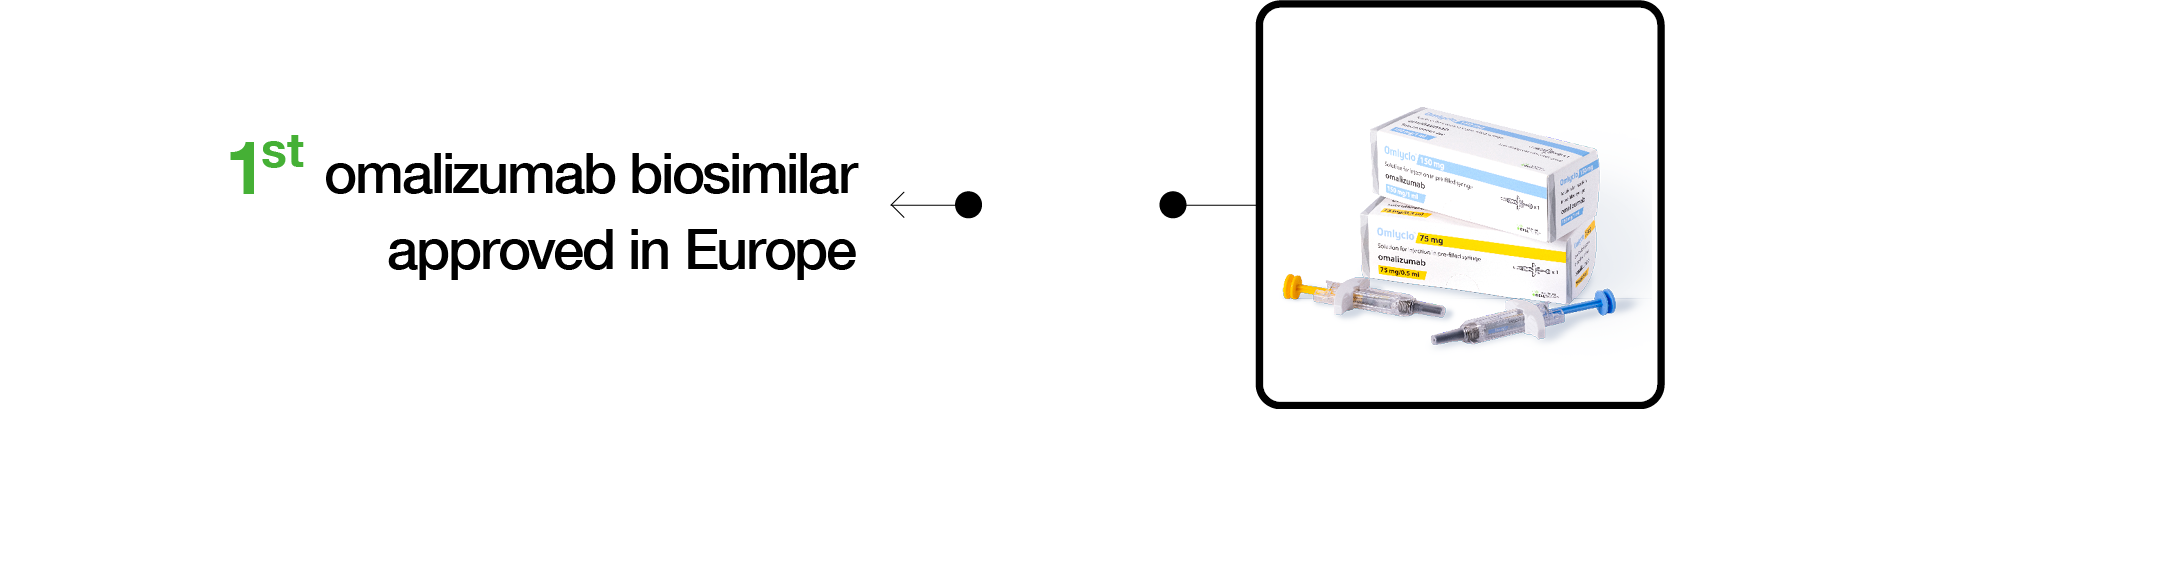 1st omalizumab biosimilar
approved in Europe
Omlyclo 150 mg
Solution for injection in pre-filled syringe
omalizumab
150 mg/1 ml
Omlyclo 75 mg
Solution for injection in pre-filled syringe
omalizumab
75 mg/0.5 ml